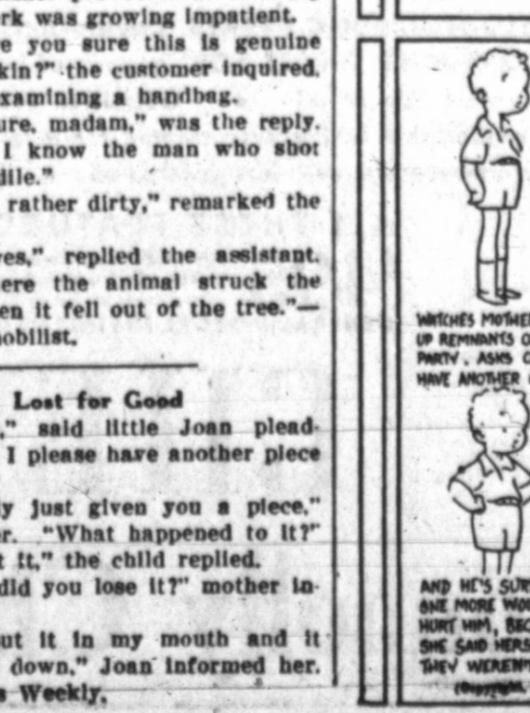 rk was growing impatient.
e you sure this is genuine
kin?" the customer inquired,
xamining a handbag.
ure, madam," was the reply.
I know the man who shot
dile."
rather dirty," remarked the
es," replied the assistant.
ere the animal struck the
en it fell out of the tree."—
mobilist.
Lost for Good
," said little Joan plead-
I please have another piece
y just given you a piece,"
er. "What happened to it?"
t it," the child replied.
did you lose it?" mother in-
ut it in my mouth and it
down," Joan informed her.
s Weekly.
WATCHES MOTHER
UP REMNANTS O
PARTY. ASKS C
HAVE ANOTHER
AND HE'S SUR
ONE MORE WO
HURT HIM, BEC
SHE SAID HERS
THEY WEREN'